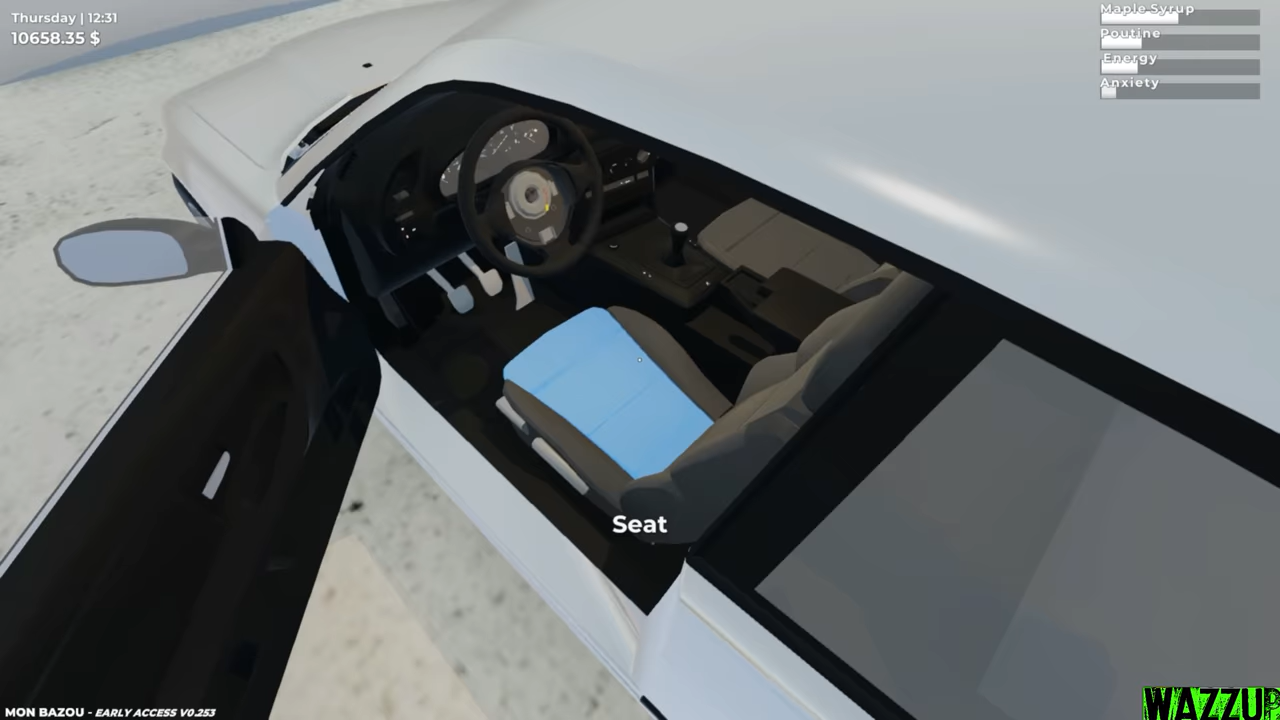 Thursday | 12:31
10658.35 $
Maple Syrup
Poutine
Energy
Anxiety
Seat
MON BAZOU - EARLY ACCESS V0.253
WAZZUP